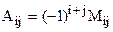 A_ij = (−1)^{i+j} M_ij